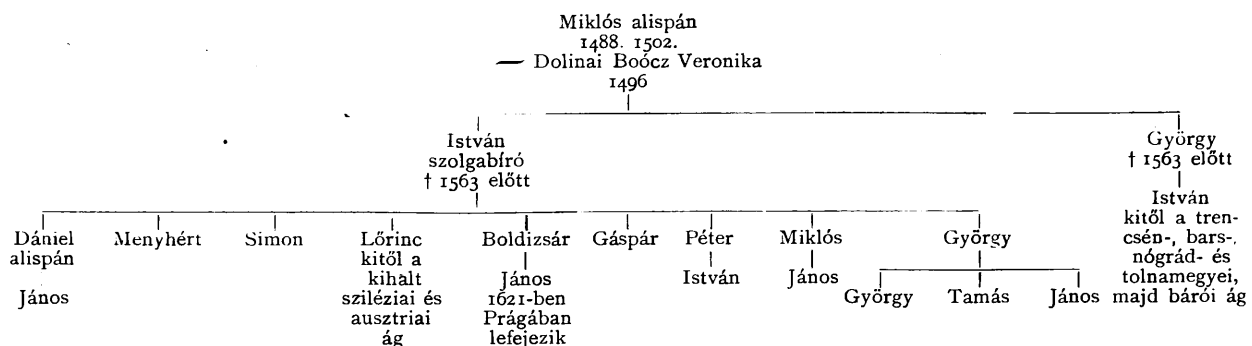 Miklós alispán
1488. 1502.
— Dolinai Boócz Veronika
1496
István
szolgabíró
† 1563 előtt
György
† 1563 előtt
István
kitől a tren-
csén-, bars-,
nógrád- és
tolnamegyei,
majd bárói ág
Dániel
alispán
János
Menyhért
Simon
Lőrinc
kitől a
kihalt
sziléziai és
ausztriai
ág
Boldizsár
János
1621-ben
Prágában
lefejezik
Gáspár
Péter
István
Miklós
János
György
György
Tamás
János